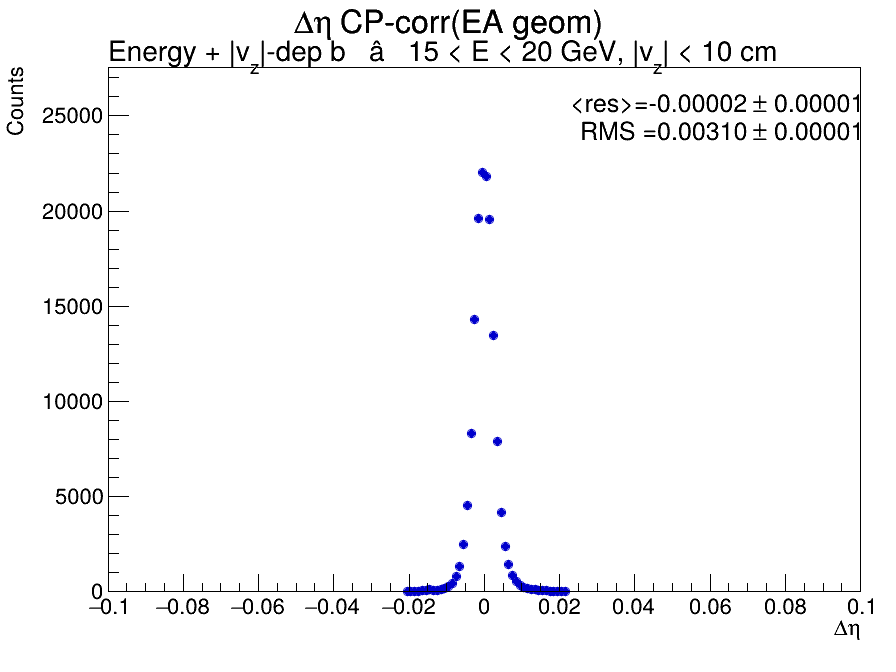 Δη CP-corr(EA geom)
Energy + |v_z|-dep b â 15 < E < 20 GeV, |v_z| < 10 cm
Counts
<res>=-0.00002 ± 0.00001
RMS =0.00310 ± 0.00001
25000
20000
15000
10000
5000
0
−0.1 −0.08 −0.06 −0.04 −0.02 0 0.02 0.04 0.06 0.08 0.1
Δη